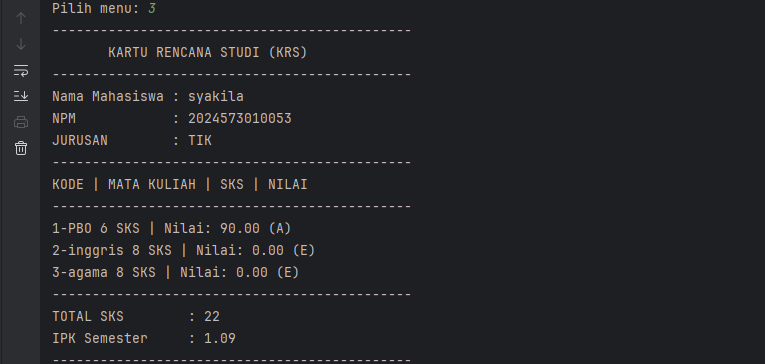 Pilih menu: 3
---------------------------------------------
KARTU RENCANA STUDI (KRS)
---------------------------------------------
Nama Mahasiswa : syakila
NPM            : 2024573010053
JURUSAN        : TIK
---------------------------------------------
KODE | MATA KULIAH | SKS | NILAI
---------------------------------------------
1-PBO 6 SKS | Nilai: 90.00 (A)
2-inggris 8 SKS | Nilai: 0.00 (E)
3-agama 8 SKS | Nilai: 0.00 (E)
---------------------------------------------
TOTAL SKS        : 22
IPK Semester     : 1.09
---------------------------------------------